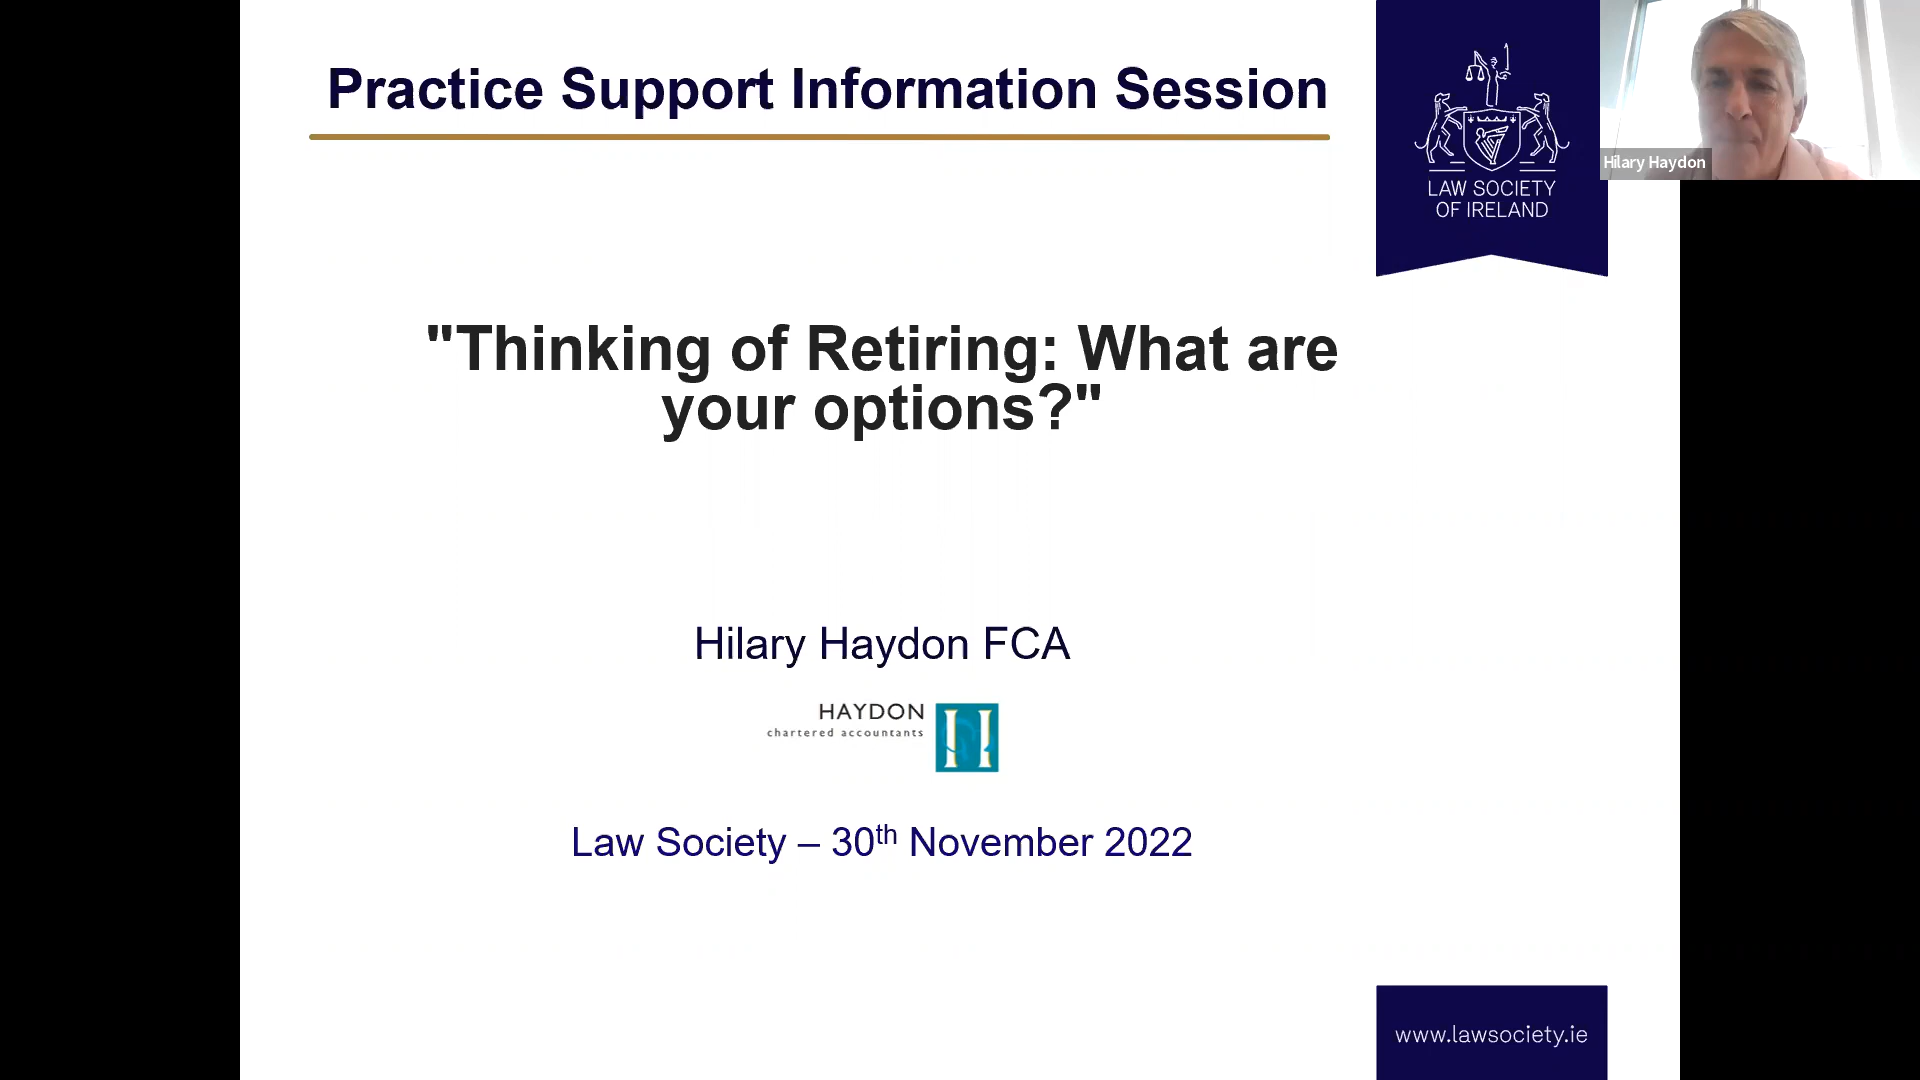 Practice Support Information Session
LAW SOCIETY
OF IRELAND
Hilary Haydon
"Thinking of Retiring: What are
your options?"
Hilary Haydon FCA
HAYDON
chartered accountants
H
Law Society – 30th November 2022
www.lawsociety.ie